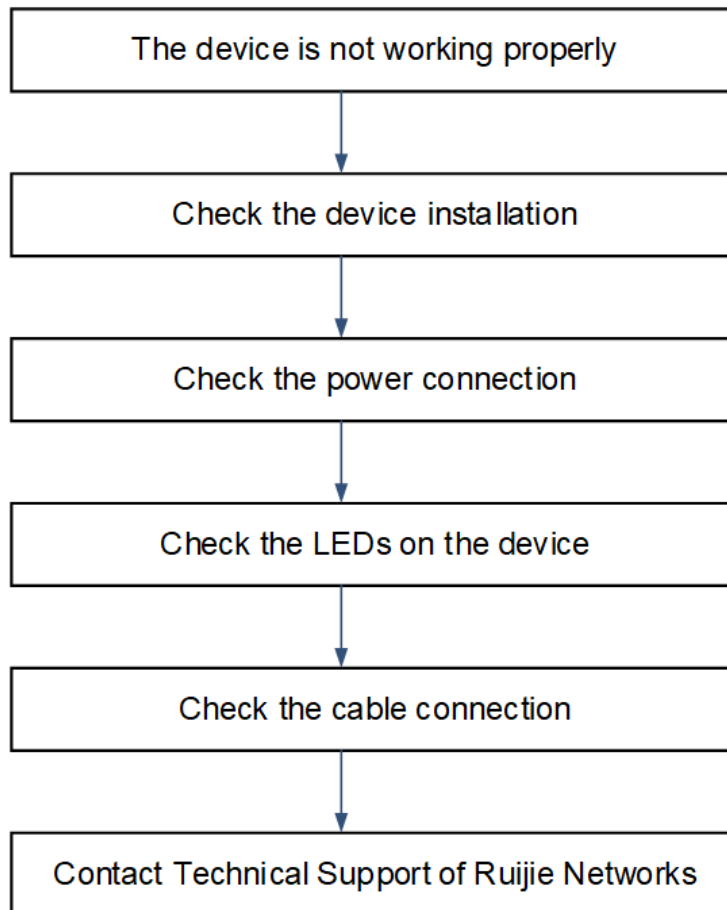 The device is not working properly
Check the device installation
Check the power connection
Check the LEDs on the device
Check the cable connection
Contact Technical Support of Ruijie Networks